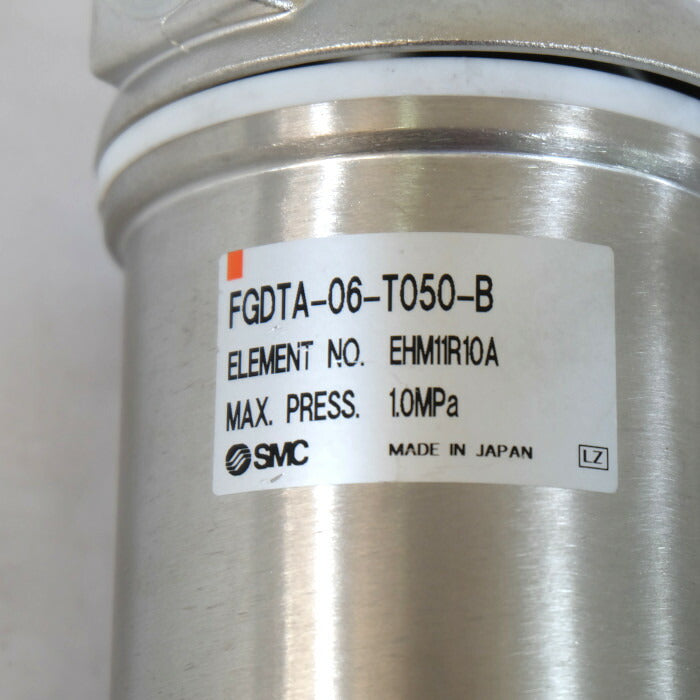 FGDTA-06-T050-B
ELEMENT NO. EHM11R10A
MAX. PRESS. 1.0MPa
SMC MADE IN JAPAN LZ